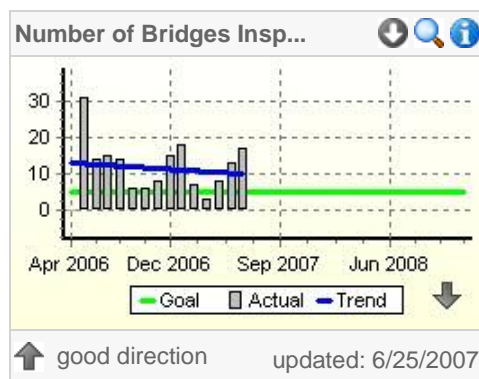 Number of Bridges Insp...
30
20
10
0
Apr 2006 Dec 2006 Sep 2007 Jun 2008
Goal Actual Trend
good direction updated: 6/25/2007